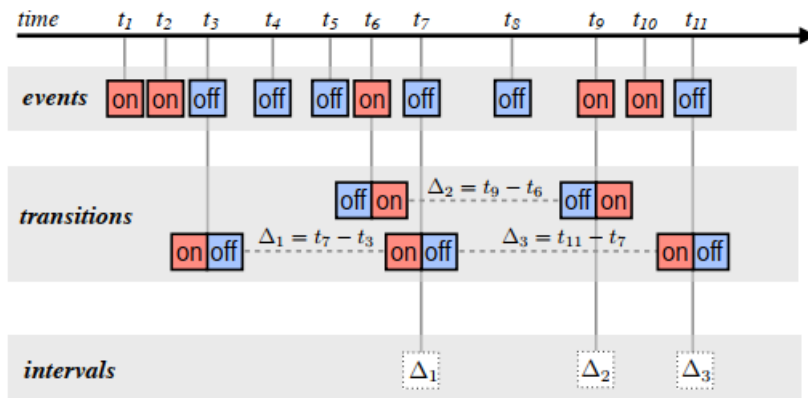 time t₁ t₂ t₃ t₄ t₅ t₆ t₇ t₈ t₉ t₁₀ t₁₁
events on on off off off on off off on on off
off on Δ₂ = t₉ − t₆ off on
transitions
on off Δ₁ = t₇ − t₃ on off Δ₃ = t₁₁ − t₇ on off
intervals Δ₁ Δ₂ Δ₃